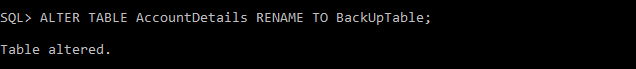 SQL> ALTER TABLE AccountDetails RENAME TO BackUpTable;
Table altered.